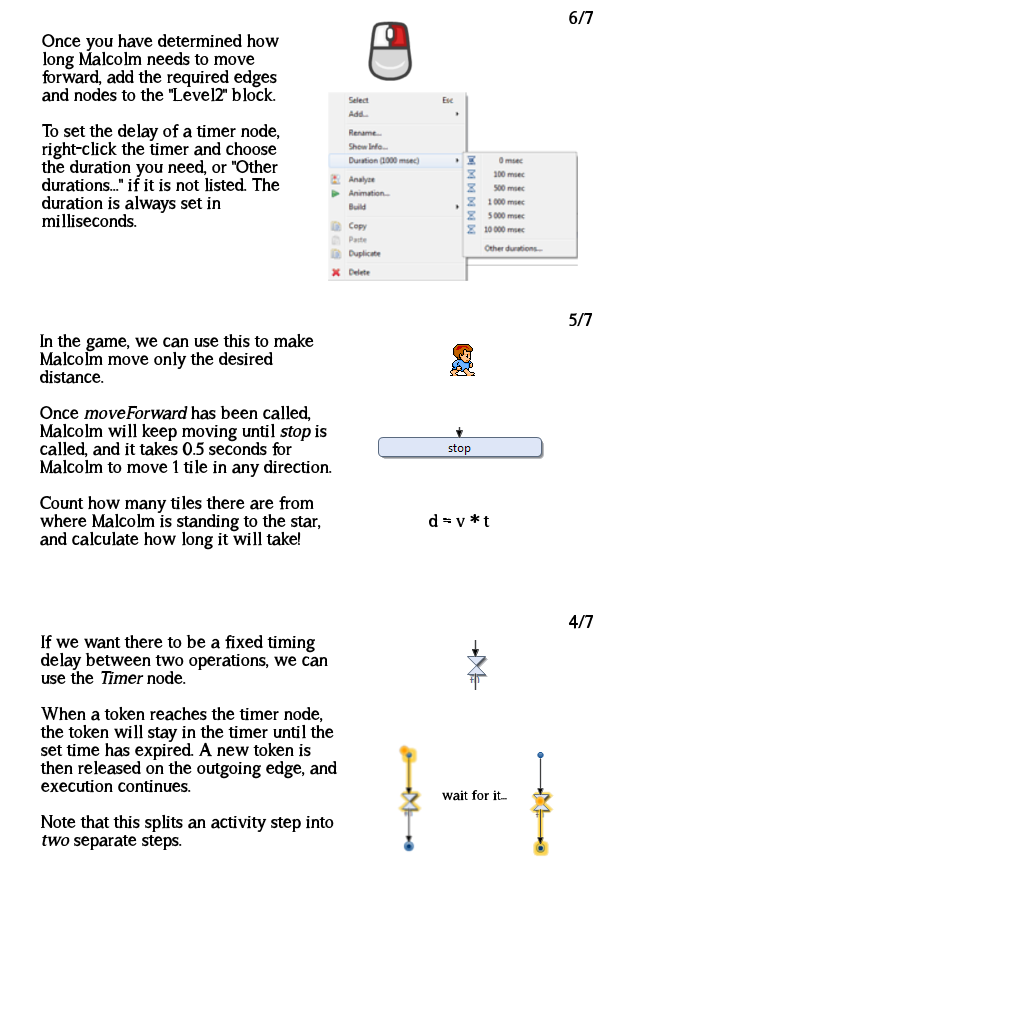 6/7
Once you have determined how
long Malcolm needs to move
forward, add the required edges
and nodes to the "Level2" block.
To set the delay of a timer node,
right-click the timer and choose
the duration you need, or "Other
durations..." if it is not listed. The
duration is always set in
milliseconds.
Select Esc
Add...
Rename...
Show Info...
Duration (1000 msec)
Analyze
Animation...
Build
Copy
Paste
Duplicate
Delete
0 msec
100 msec
500 msec
1 000 msec
5 000 msec
10 000 msec
Other durations...
5/7
In the game, we can use this to make
Malcolm move only the desired
distance.
Once moveForward has been called,
Malcolm will keep moving until stop is
called, and it takes 0.5 seconds for
Malcolm to move 1 tile in any direction.
Count how many tiles there are from
where Malcolm is standing to the star,
and calculate how long it will take!
stop
d = v * t
4/7
If we want there to be a fixed timing
delay between two operations, we can
use the Timer node.
When a token reaches the timer node,
the token will stay in the timer until the
set time has expired. A new token is
then released on the outgoing edge, and
execution continues.
Note that this splits an activity step into
two separate steps.
wait for it...